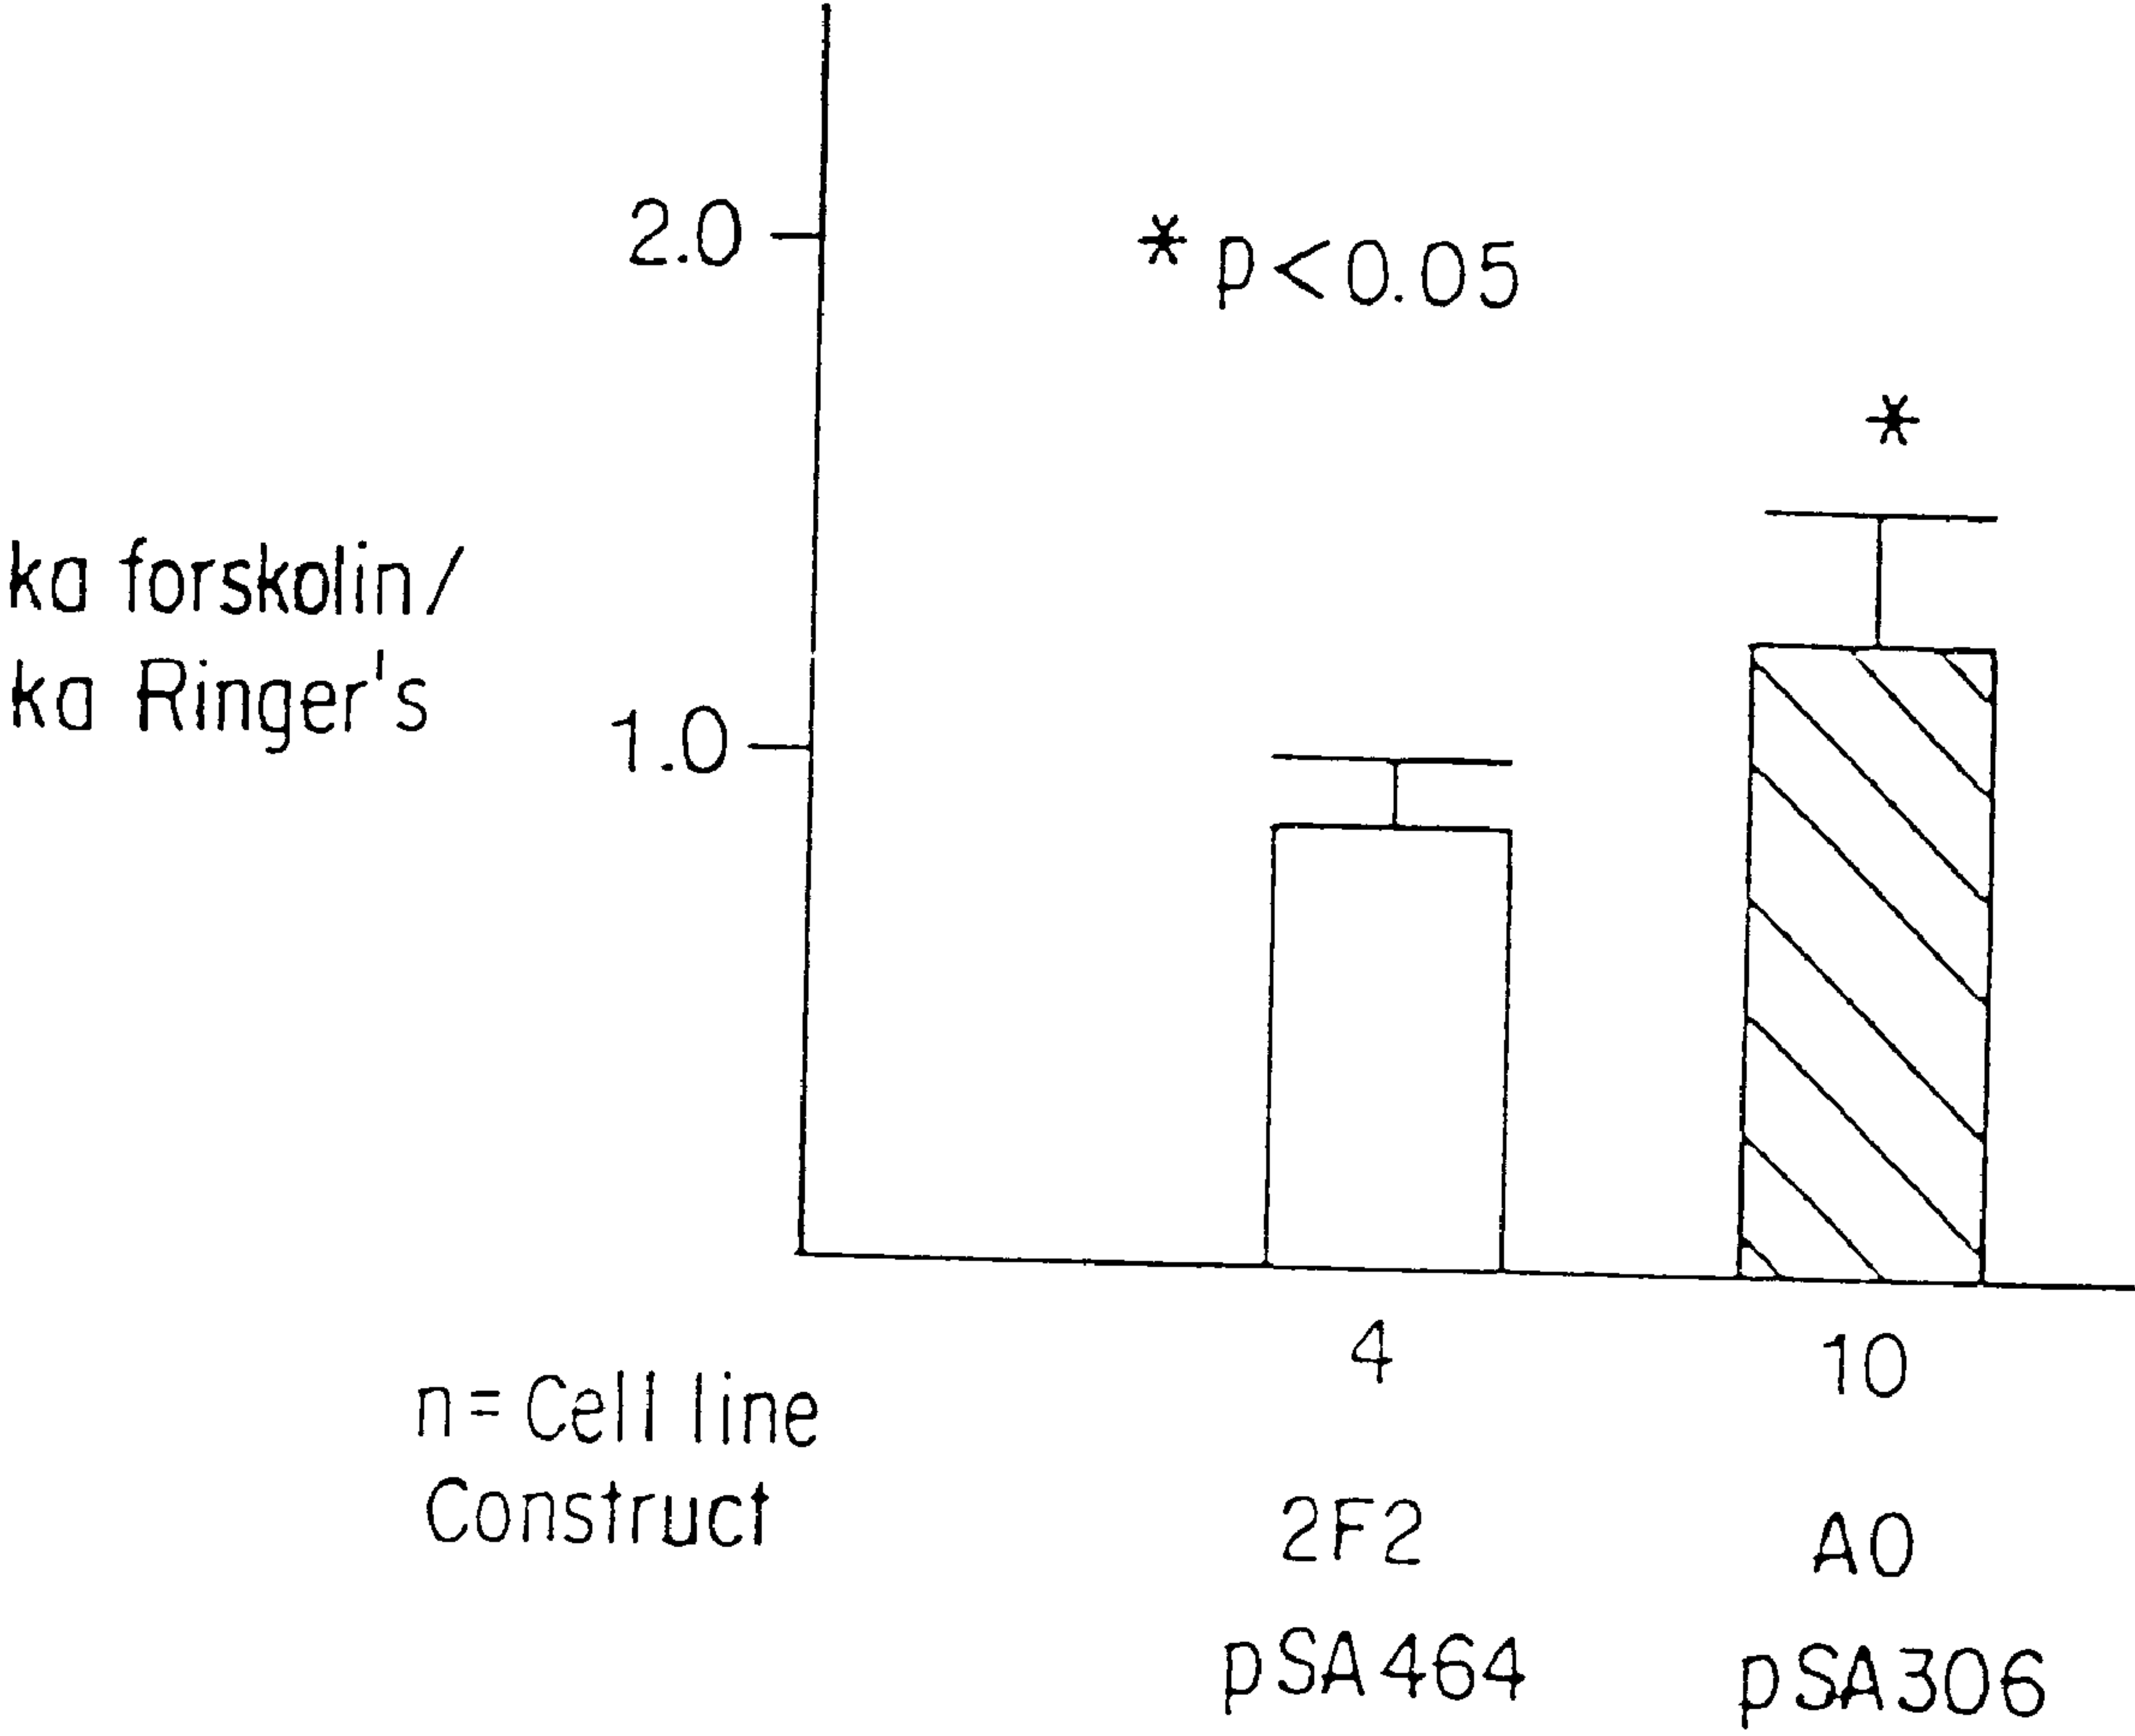 2.0
* p<0.05
*
ka forskolin/
ka Ringer's
1.0
4 10
n= Cell line
Construct
2F2 A0
pSA464 pSA306